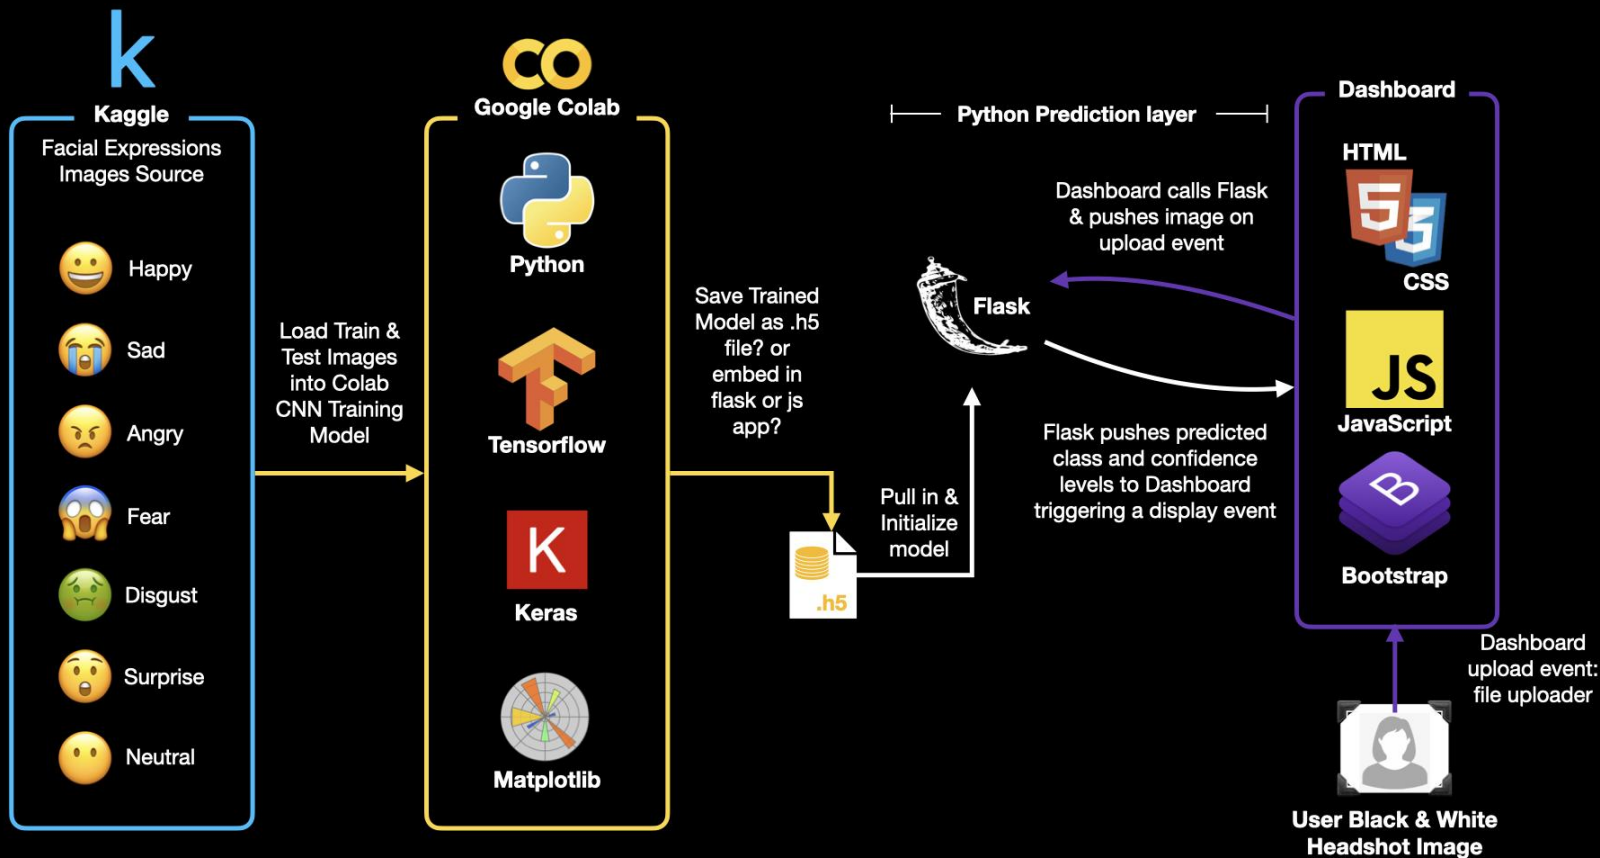 k
Kaggle
Facial Expressions
Images Source
Happy
Sad
Angry
Fear
Disgust
Surprise
Neutral
Load Train &
Test Images
into Colab
CNN Training
Model
CO
Google Colab
Python
Tensorflow
K
Keras
Matplotlib
Save Trained
Model as .h5
file? or
embed in
flask or js
app?
.h5
Pull in &
Initialize
model
Python Prediction layer
Dashboard calls Flask
& pushes image on
upload event
Flask
Flask pushes predicted
class and confidence
levels to Dashboard
triggering a display event
Dashboard
HTML
5
3
CSS
JS
JavaScript
B
Bootstrap
Dashboard
upload event:
file uploader
User Black & White
Headshot Image